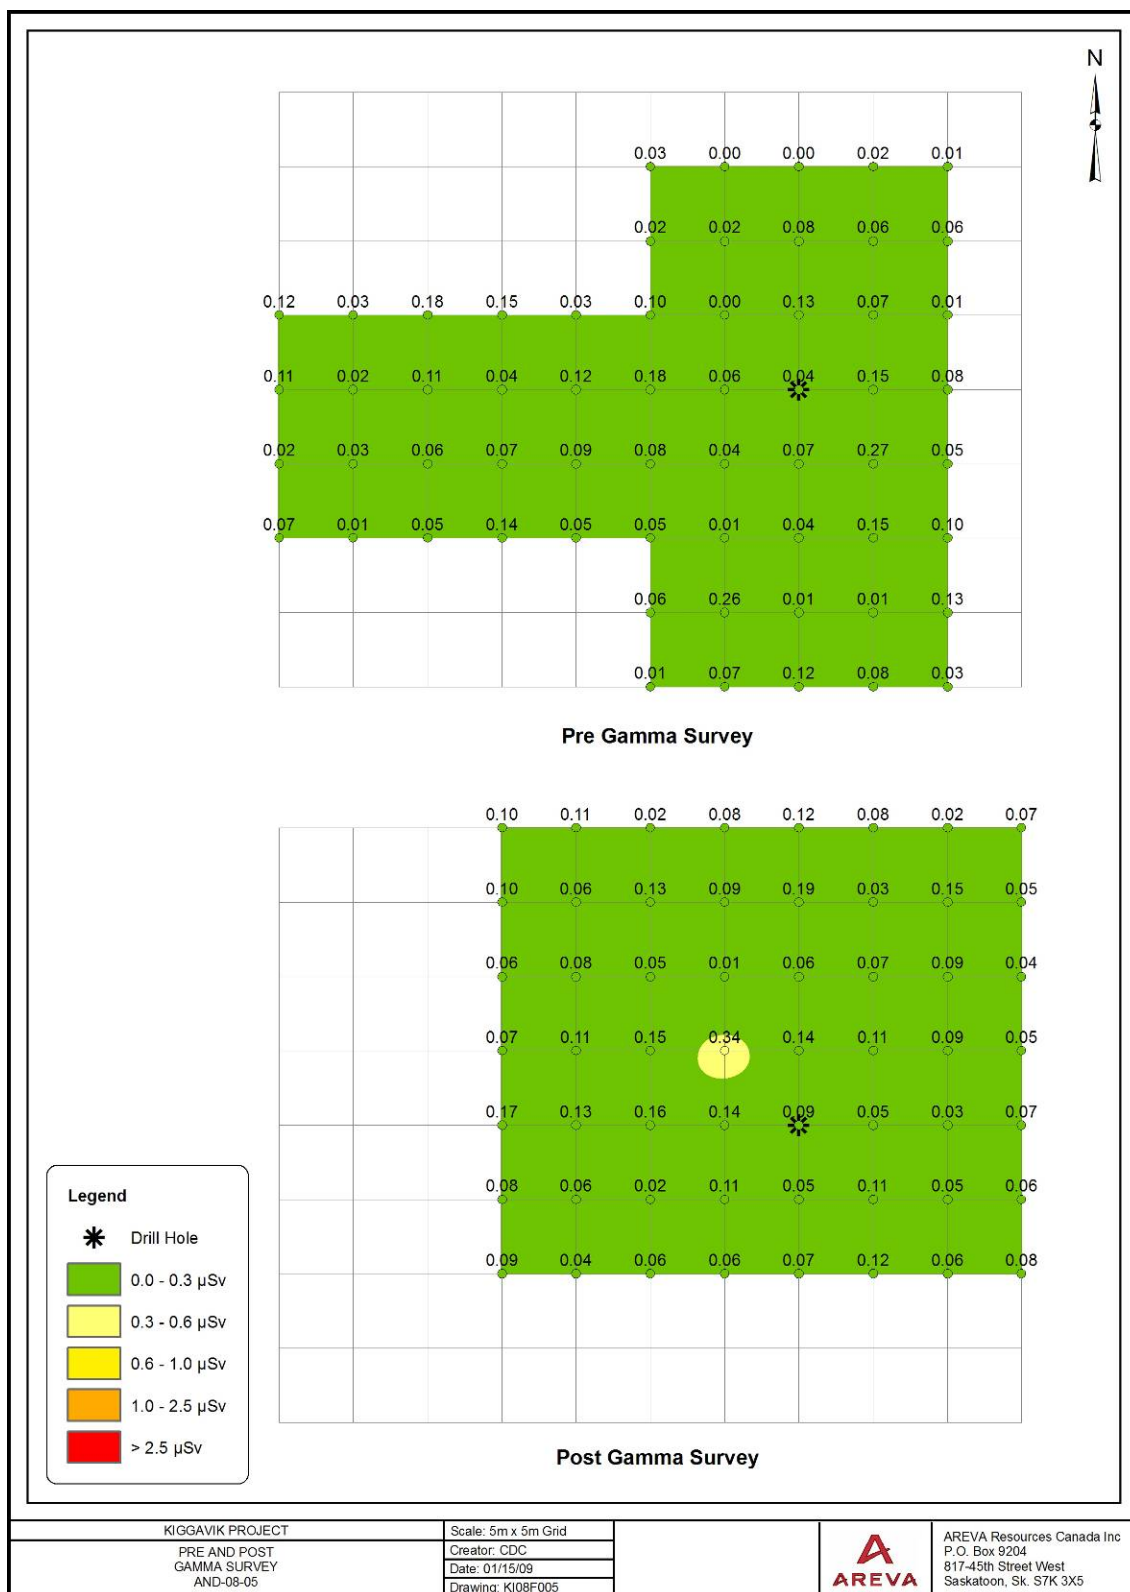 N
0.03 0.00 0.00 0.02 0.01
0.02 0.02 0.08 0.06 0.06
0.12 0.03 0.18 0.15 0.03 0.10 0.00 0.13 0.07 0.01
0.11 0.02 0.11 0.04 0.12 0.18 0.06 0.04 0.15 0.08
0.02 0.03 0.06 0.07 0.09 0.08 0.04 0.07 0.27 0.05
0.07 0.01 0.05 0.14 0.05 0.05 0.01 0.04 0.15 0.10
0.06 0.26 0.01 0.01 0.13
0.01 0.07 0.12 0.08 0.03
Pre Gamma Survey
0.10 0.11 0.02 0.08 0.12 0.08 0.02 0.07
0.10 0.06 0.13 0.09 0.19 0.03 0.15 0.05
0.06 0.08 0.05 0.01 0.06 0.07 0.09 0.04
0.07 0.11 0.15 0.34 0.14 0.11 0.09 0.05
0.17 0.13 0.16 0.14 0.09 0.05 0.03 0.07
0.08 0.06 0.02 0.11 0.05 0.11 0.05 0.06
0.09 0.04 0.06 0.06 0.07 0.12 0.06 0.08
Post Gamma Survey
Legend
Drill Hole
0.0 - 0.3 µSv
0.3 - 0.6 µSv
0.6 - 1.0 µSv
1.0 - 2.5 µSv
> 2.5 µSv
KIGGAVIK PROJECT
PRE AND POST
GAMMA SURVEY
AND-08-05
Scale: 5m x 5m Grid
Creator: CDC
Date: 01/15/09
Drawing: KI08F005
AREVA
AREVA Resources Canada Inc
P.O. Box 9204
817-45th Street West
Saskatoon, Sk. S7K 3X5